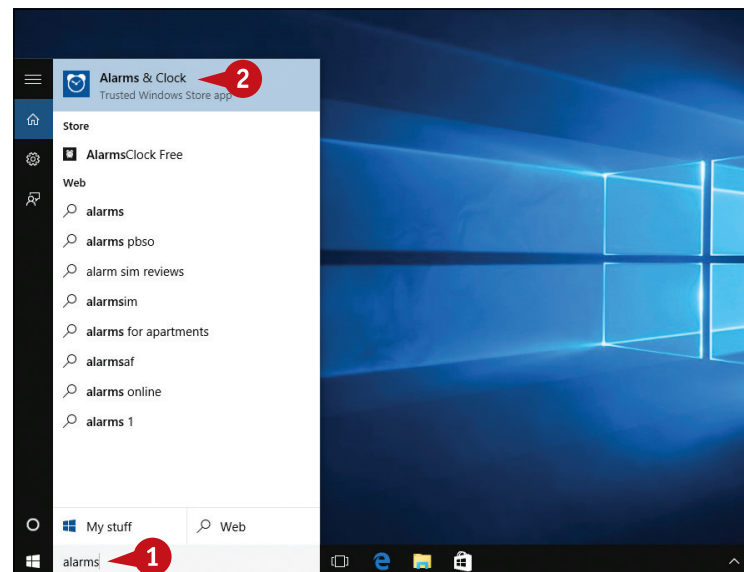 Alarms & Clock
2
Trusted Windows Store app
Store
AlarmsClock Free
Web
alarms
alarms pbso
alarm sim reviews
alarmsim
alarms for apartments
alarmsaf
alarms online
alarms 1
My stuff
Web
alarms
1